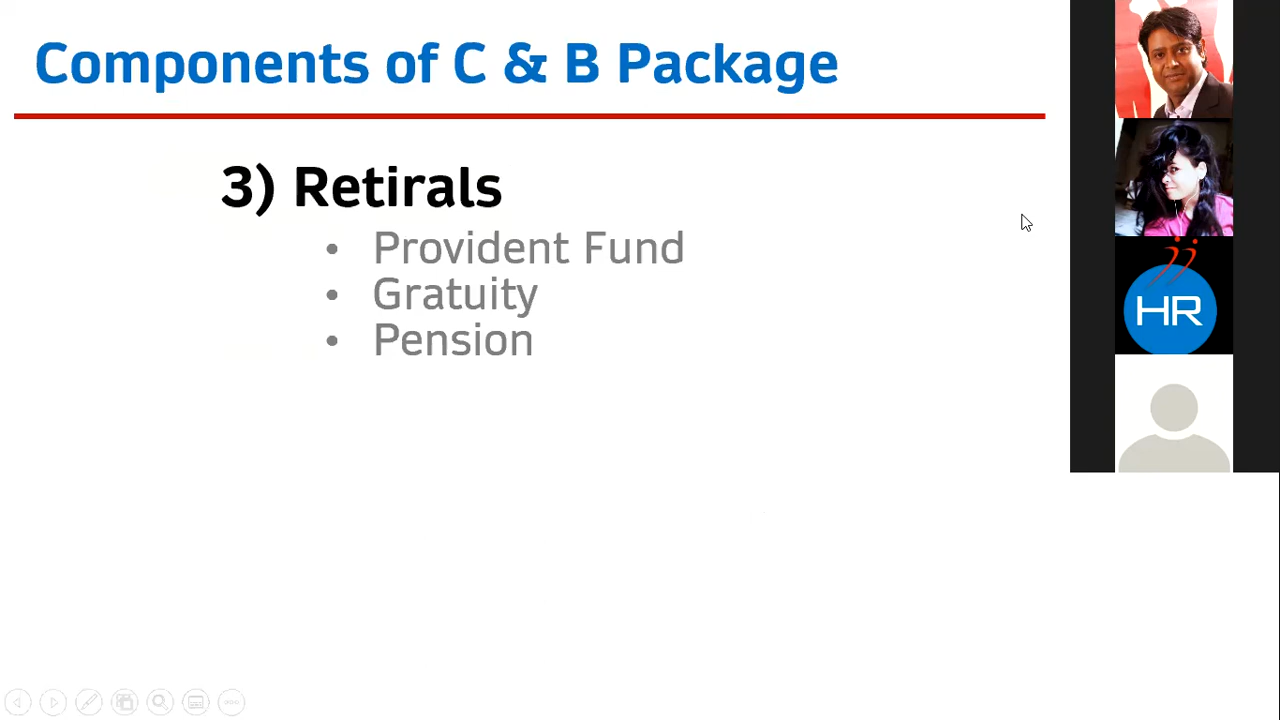 Components of C & B Package
3) Retirals
• Provident Fund
• Gratuity
• Pension
HR